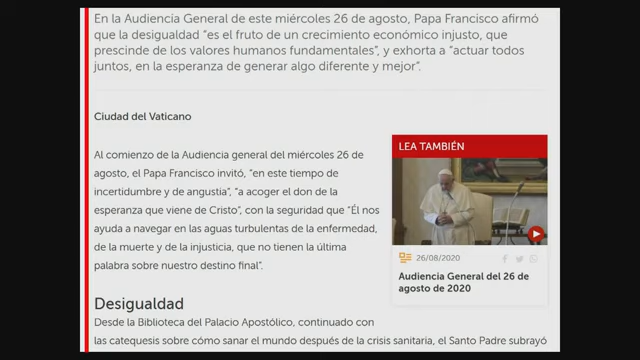 En la Audiencia General de este miércoles 26 de agosto, Papa Francisco afirmó
que la desigualdad “es el fruto de un crecimiento económico injusto, que
prescinde de los valores humanos fundamentales”, y exhorta a “actuar todos
juntos, en la esperanza de generar algo diferente y mejor”.
Ciudad del Vaticano
Al comienzo de la Audiencia general del miércoles 26 de
agosto, el Papa Francisco invitó, “en este tiempo de
incertidumbre y de angustia”, “a acoger el don de la
esperanza que viene de Cristo”, con la seguridad que “Él nos
ayuda a navegar en las aguas turbulentas de la enfermedad,
de la muerte y de la injusticia, que no tienen la última
palabra sobre nuestro destino final”.
LEA TAMBIÉN
26/08/2020
Audiencia General del 26 de
agosto de 2020
Desigualdad
Desde la Biblioteca del Palacio Apostólico, continuado con
las catequesis sobre cómo sanar el mundo después de la crisis sanitaria, el Santo Padre subrayó